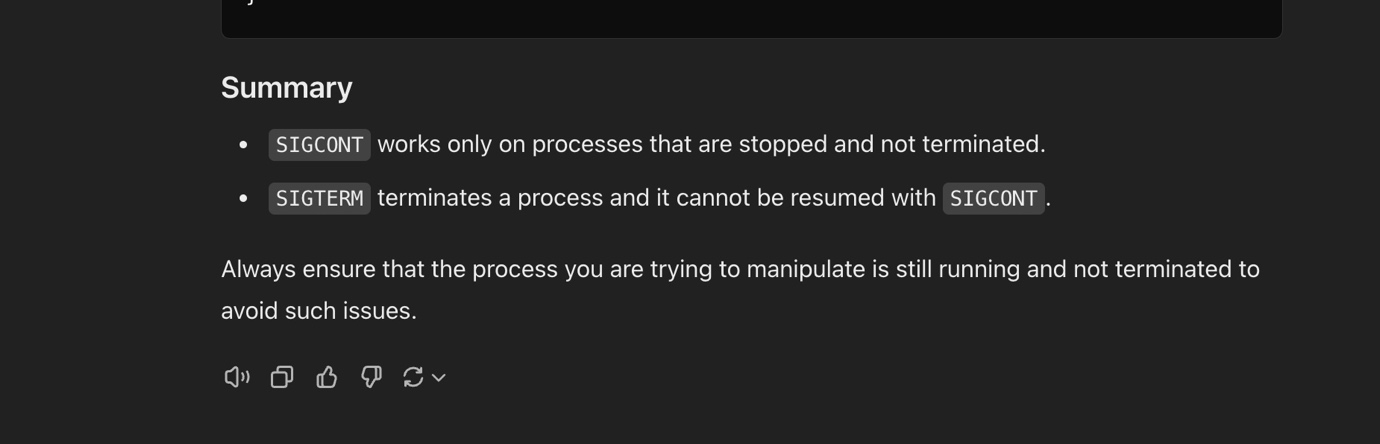 }
Summary
• SIGCONT works only on processes that are stopped and not terminated.
• SIGTERM terminates a process and it cannot be resumed with SIGCONT.
Always ensure that the process you are trying to manipulate is still running and not terminated to
avoid such issues.